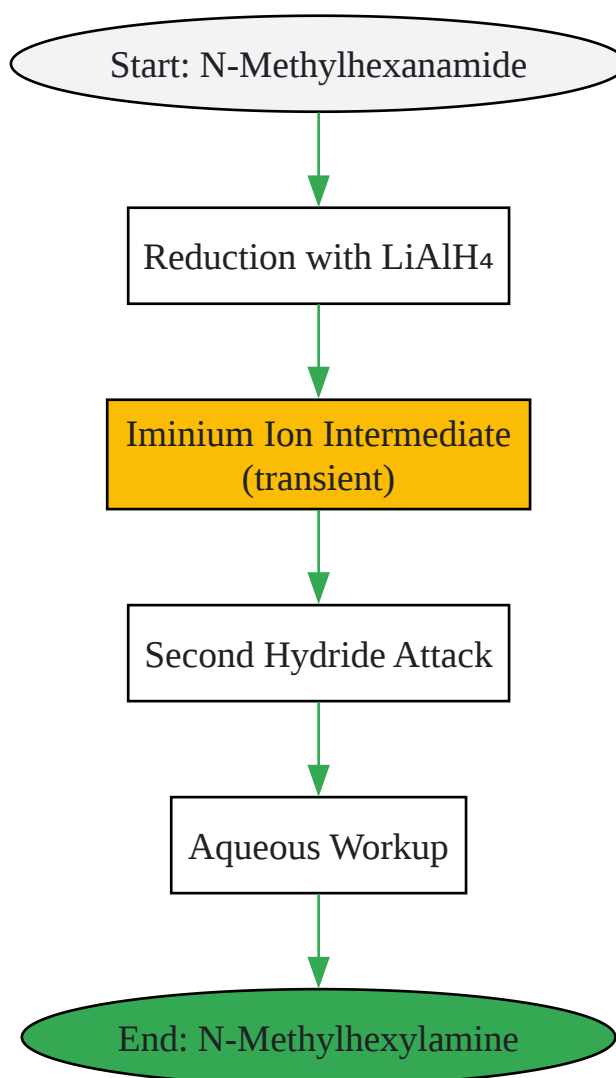 Start: N-Methylhexanamide
Reduction with LiAlH₄
Iminium Ion Intermediate
(transient)
Second Hydride Attack
Aqueous Workup
End: N-Methylhexylamine